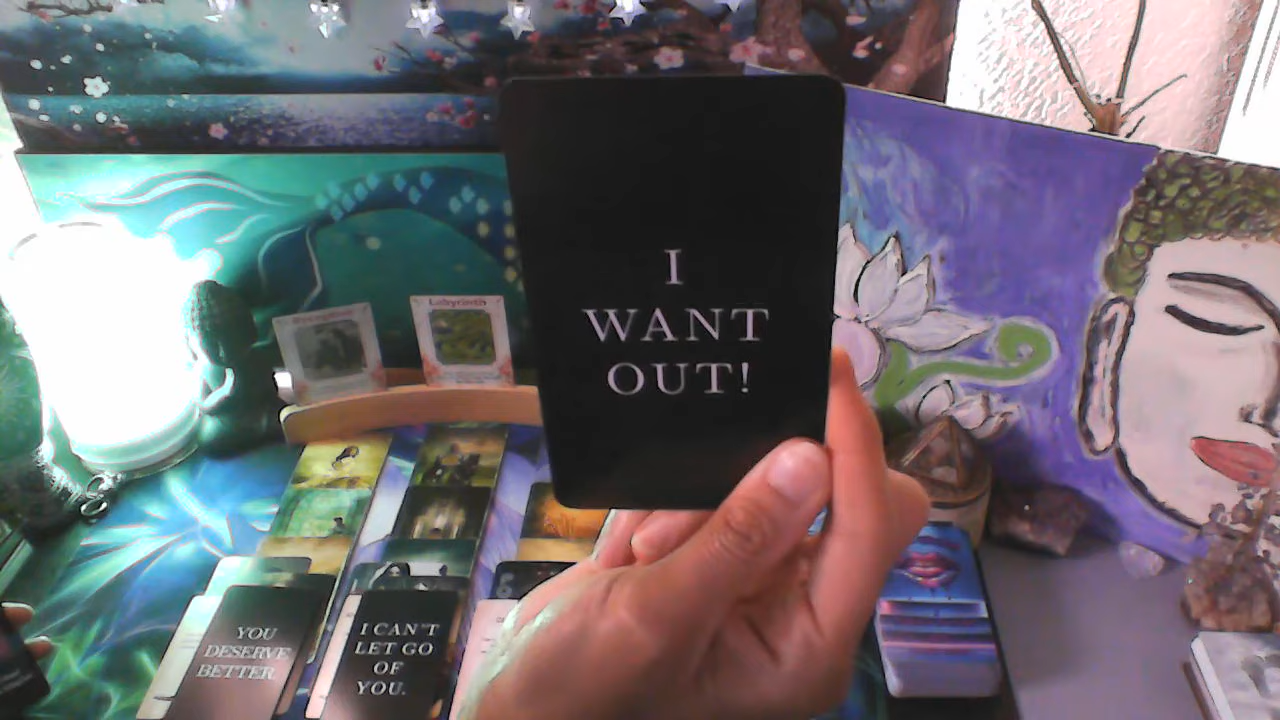 Labyrinth
I
WANT
OUT!
YOU
DESERVE
BETTER.
I CAN'T
LET GO
OF
YOU.